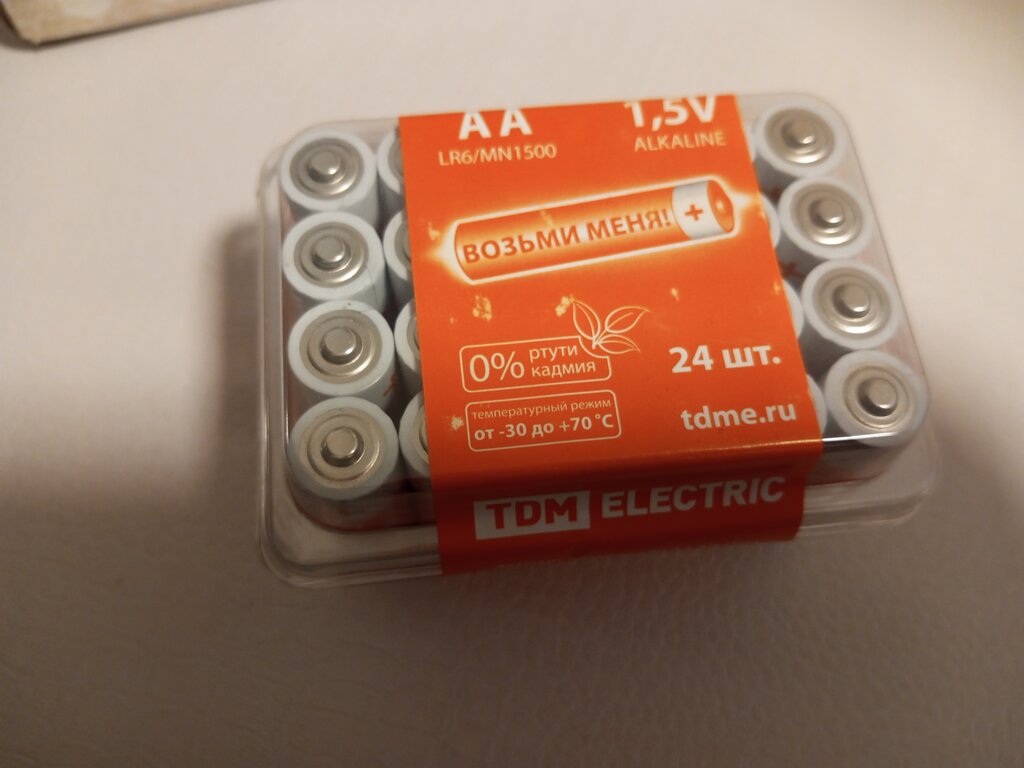 AA
1,5V
LR6/MN1500
ALKALINE
ВОЗЬМИ МЕНЯ!
+
0% ртути
кадмия
24 шт.
температурный режим
от -30 до +70 °C
tdme.ru
TDM ELECTRIC